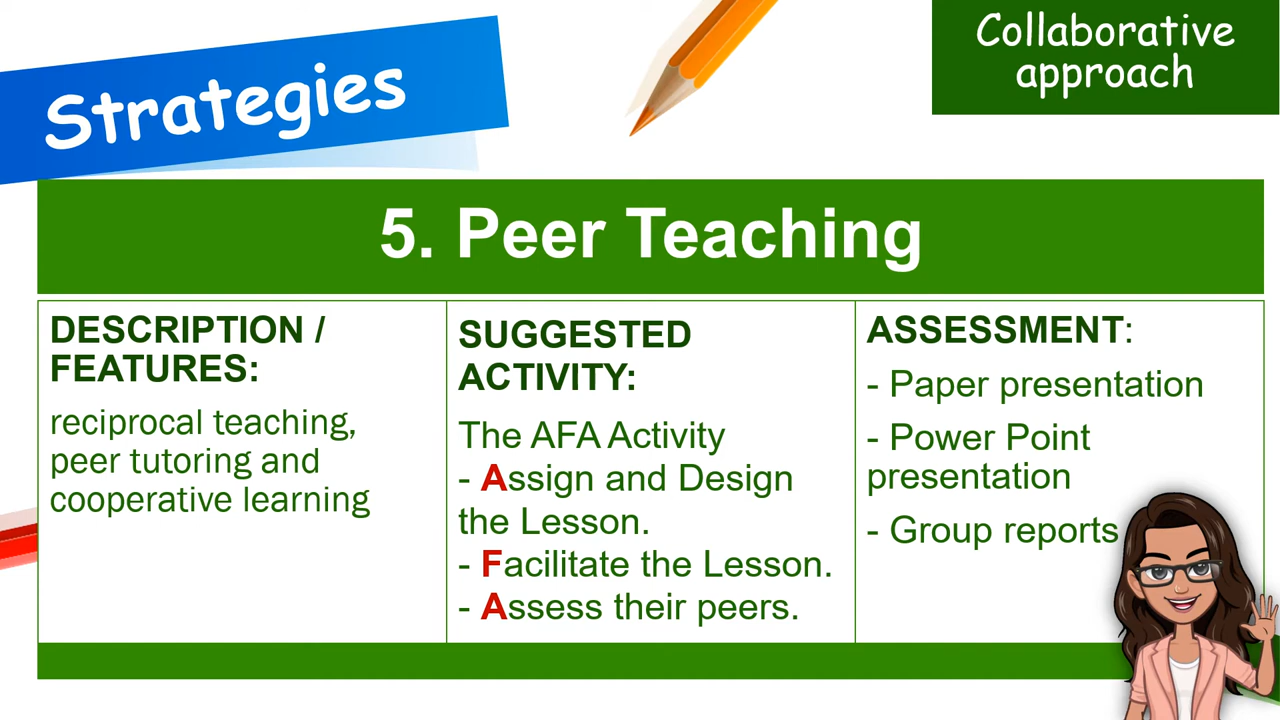 Strategies
Collaborative
approach
5. Peer Teaching
DESCRIPTION /
FEATURES:
reciprocal teaching,
peer tutoring and
cooperative learning
SUGGESTED
ACTIVITY:
The AFA Activity
- Assign and Design
the Lesson.
- Facilitate the Lesson.
- Assess their peers.
ASSESSMENT:
- Paper presentation
- Power Point
presentation
- Group reports